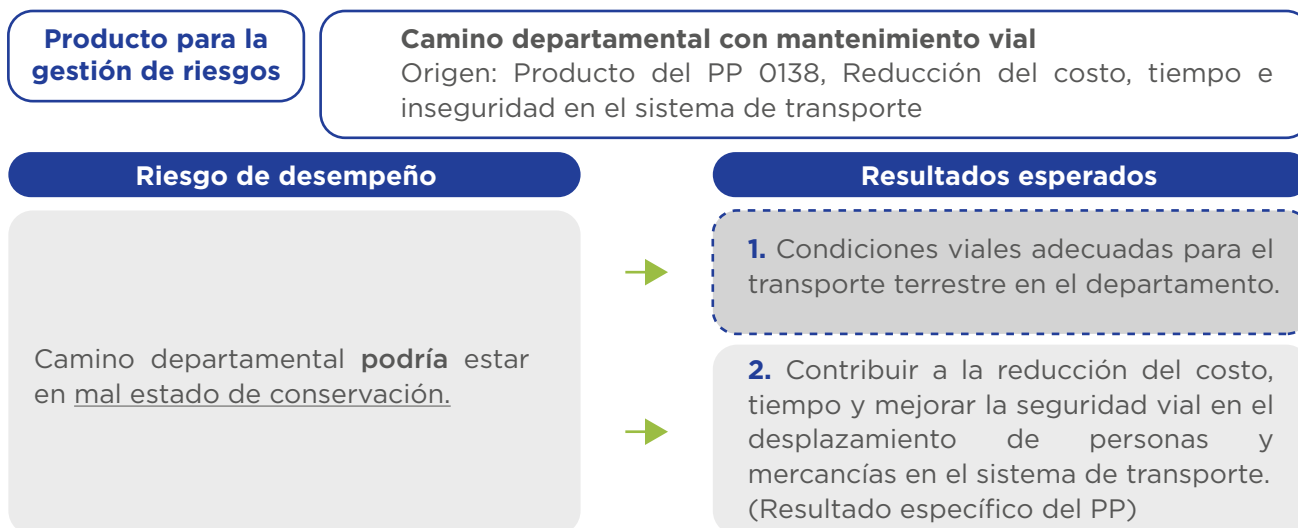 Producto para la
gestión de riesgos
Camino departamental con mantenimiento vial
Origen: Producto del PP 0138, Reducción del costo, tiempo e
inseguridad en el sistema de transporte
Riesgo de desempeño
Camino departamental podría estar
en mal estado de conservación.
Resultados esperados
1. Condiciones viales adecuadas para el
transporte terrestre en el departamento.
2. Contribuir a la reducción del costo,
tiempo y mejorar la seguridad vial en el
desplazamiento de personas y
mercancías en el sistema de transporte.
(Resultado específico del PP)